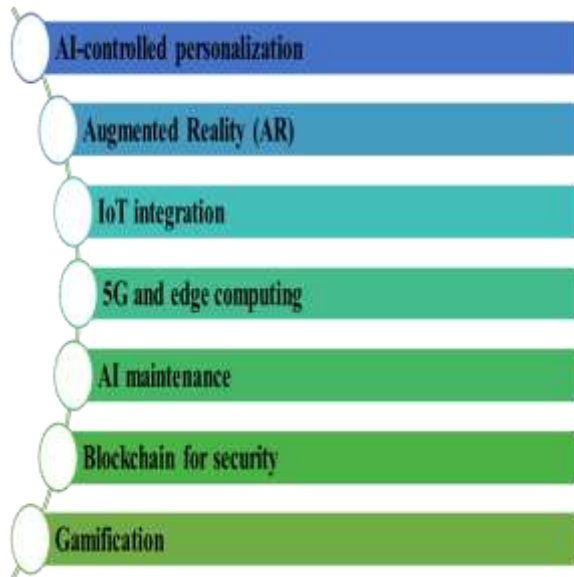 AI-controlled personalization
Augmented Reality (AR)
IoT integration
5G and edge computing
AI maintenance
Blockchain for security
Gamification